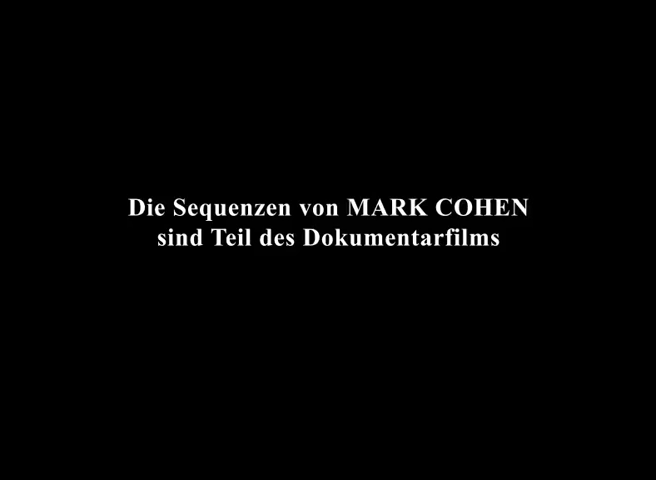 Die Sequenzen von MARK COHEN
sind Teil des Dokumentarfilms